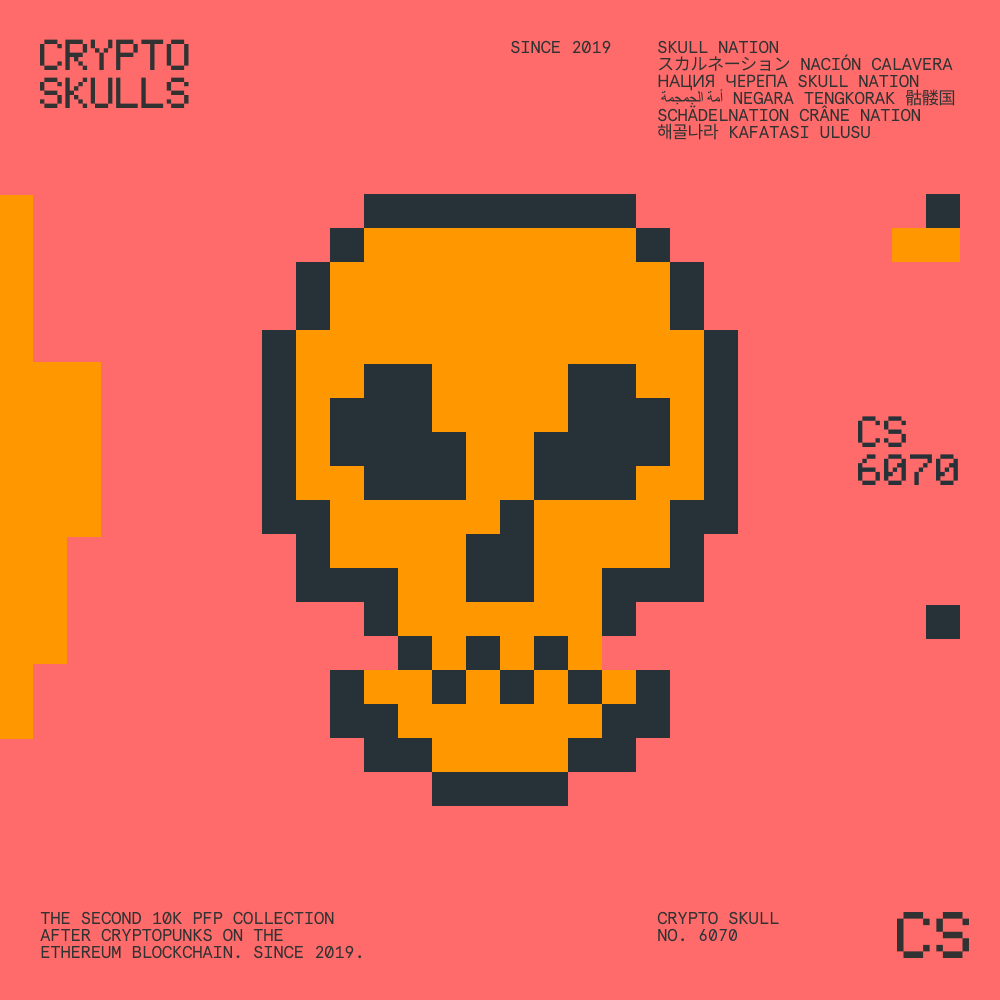 CRYPTO
SKULLS
SINCE 2019
SKULL NATION
スカルネーション NACIÓN CALAVERA
НАЦИЯ ЧЕРЕПА SKULL NATION
أمة الجمجمة NEGARA TENGKORAK 骷髅国
SCHÄDELNATION CRÂNE NATION
해골나라 KAFATASI ULUSU
CS
6070
THE SECOND 10K PFP COLLECTION
AFTER CRYPTOPUNKS ON THE
ETHEREUM BLOCKCHAIN. SINCE 2019.
CRYPTO SKULL
NO. 6070
CS